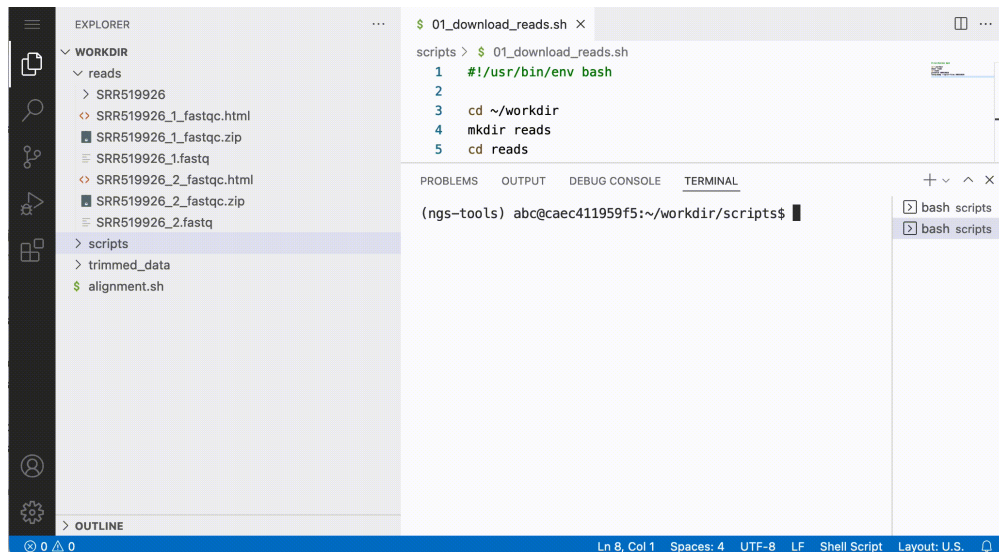 EXPLORER
WORKDIR
reads
SRR519926
SRR519926_1_fastqc.html
SRR519926_1_fastqc.zip
SRR519926_1.fastq
SRR519926_2_fastqc.html
SRR519926_2_fastqc.zip
SRR519926_2.fastq
scripts
trimmed_data
$ alignment.sh
OUTLINE
$ 01_download_reads.sh
scripts > $ 01_download_reads.sh
1 #!/usr/bin/env bash
2
3 cd ~/workdir
4 mkdir reads
5 cd reads
PROBLEMS OUTPUT DEBUG CONSOLE TERMINAL
(ngs-tools) abc@caec411959f5:~/workdir/scripts$
bash scripts
bash scripts
0 0 Ln 8, Col 1 Spaces: 4 UTF-8 LF Shell Script Layout: U.S.